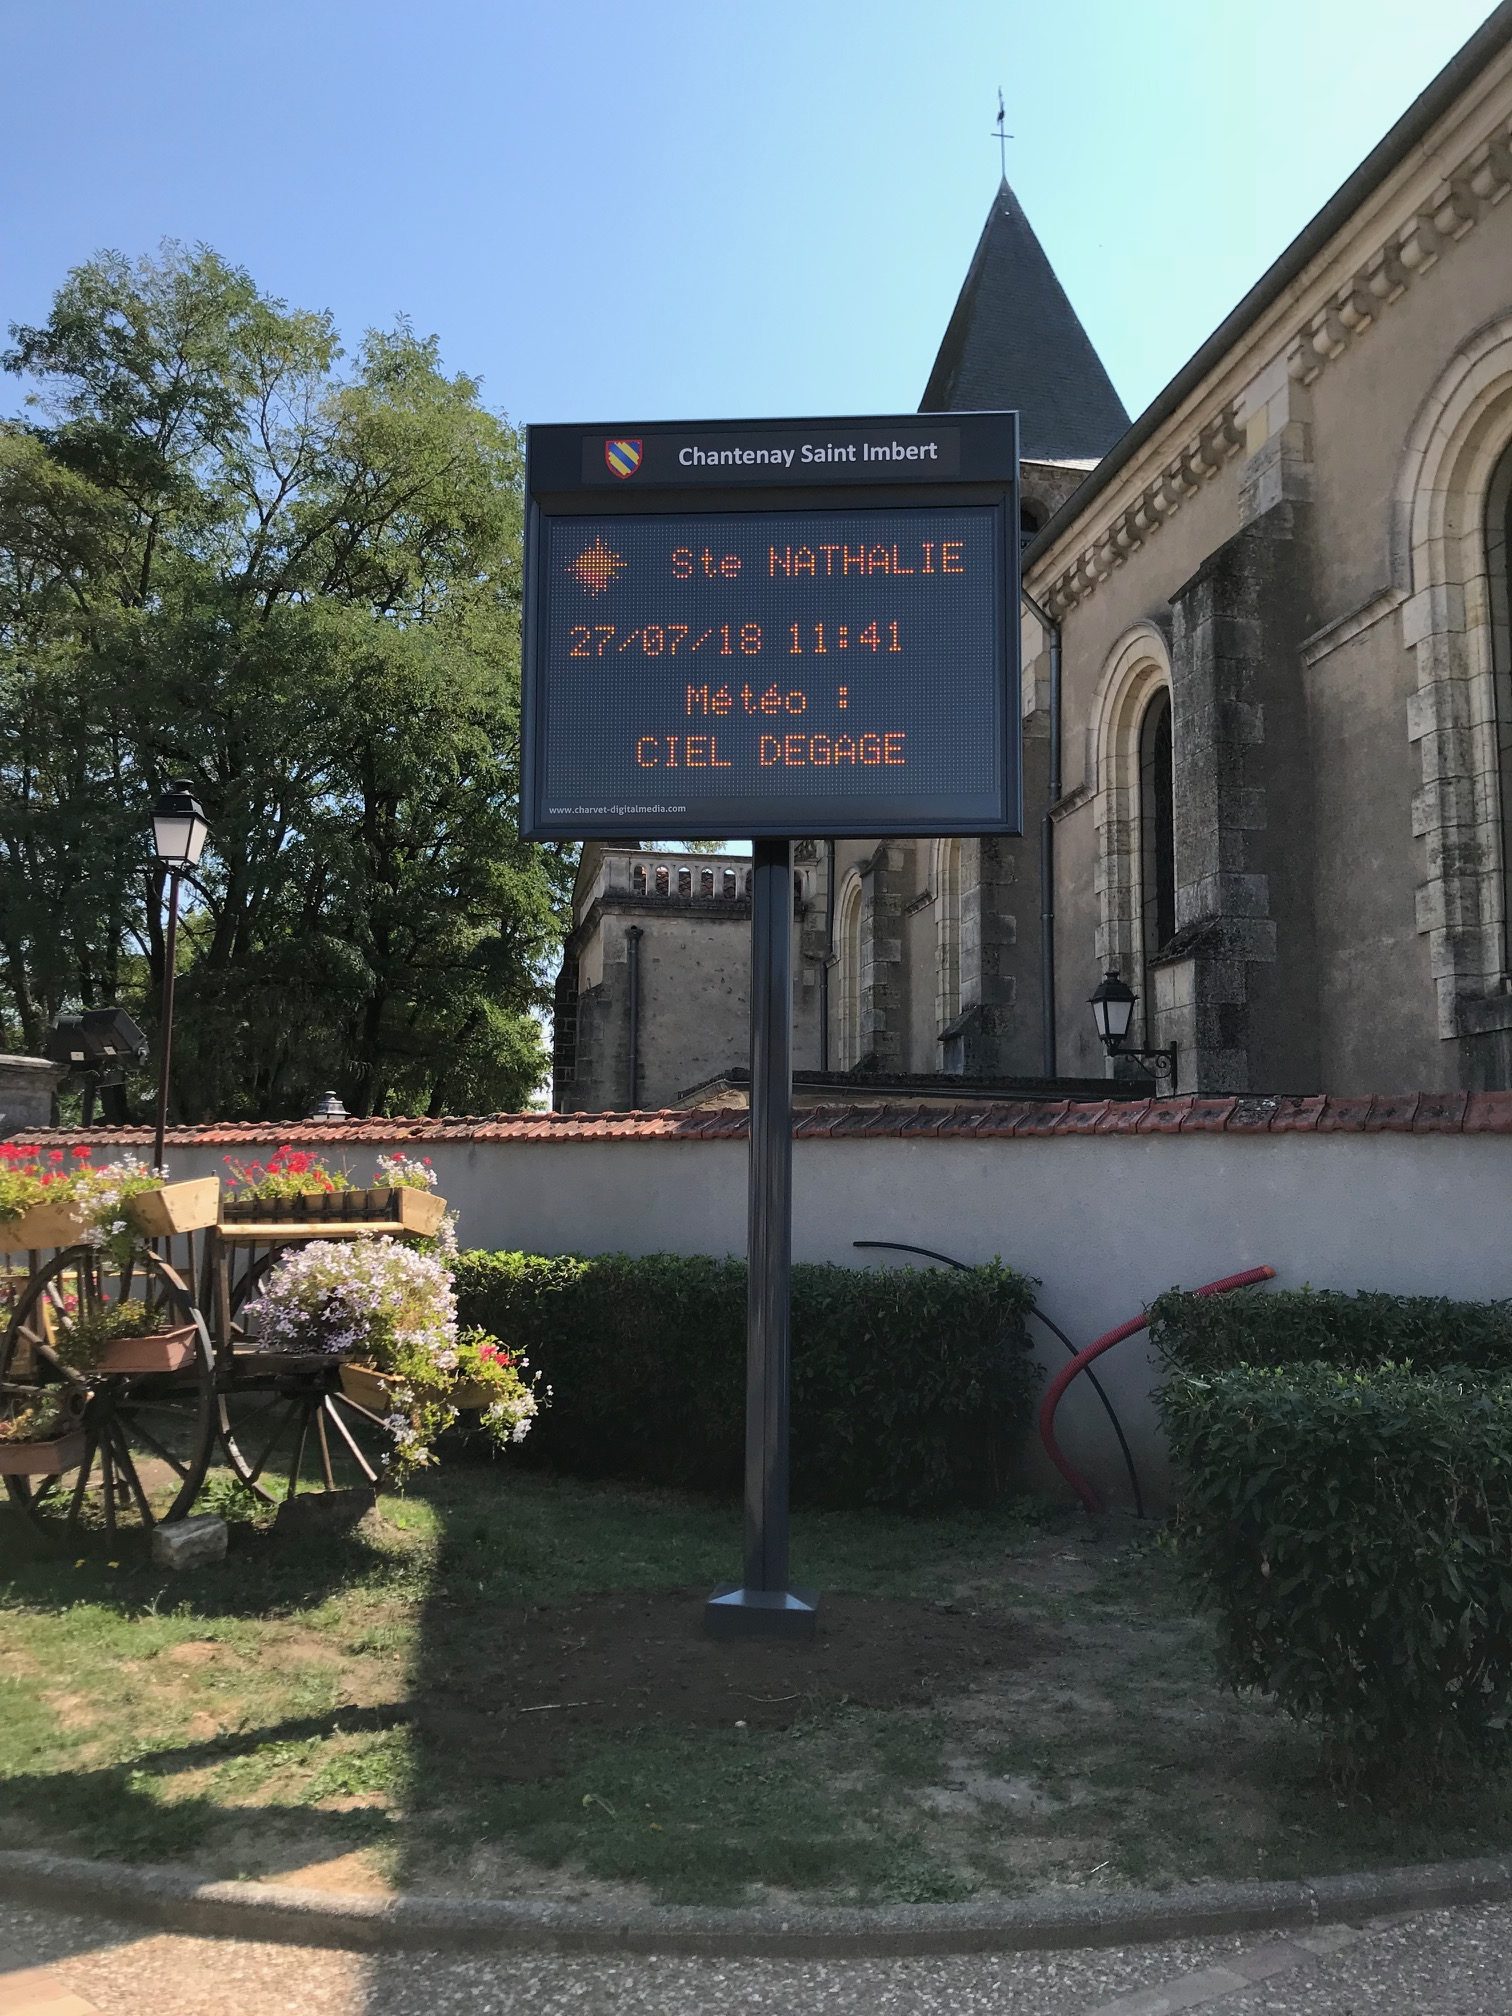 Chantenay Saint Imbert
Ste NATHALIE
27/07/18 11:41
Météo :
CIEL DEGAGE
www.charvet-digitalmedia.com